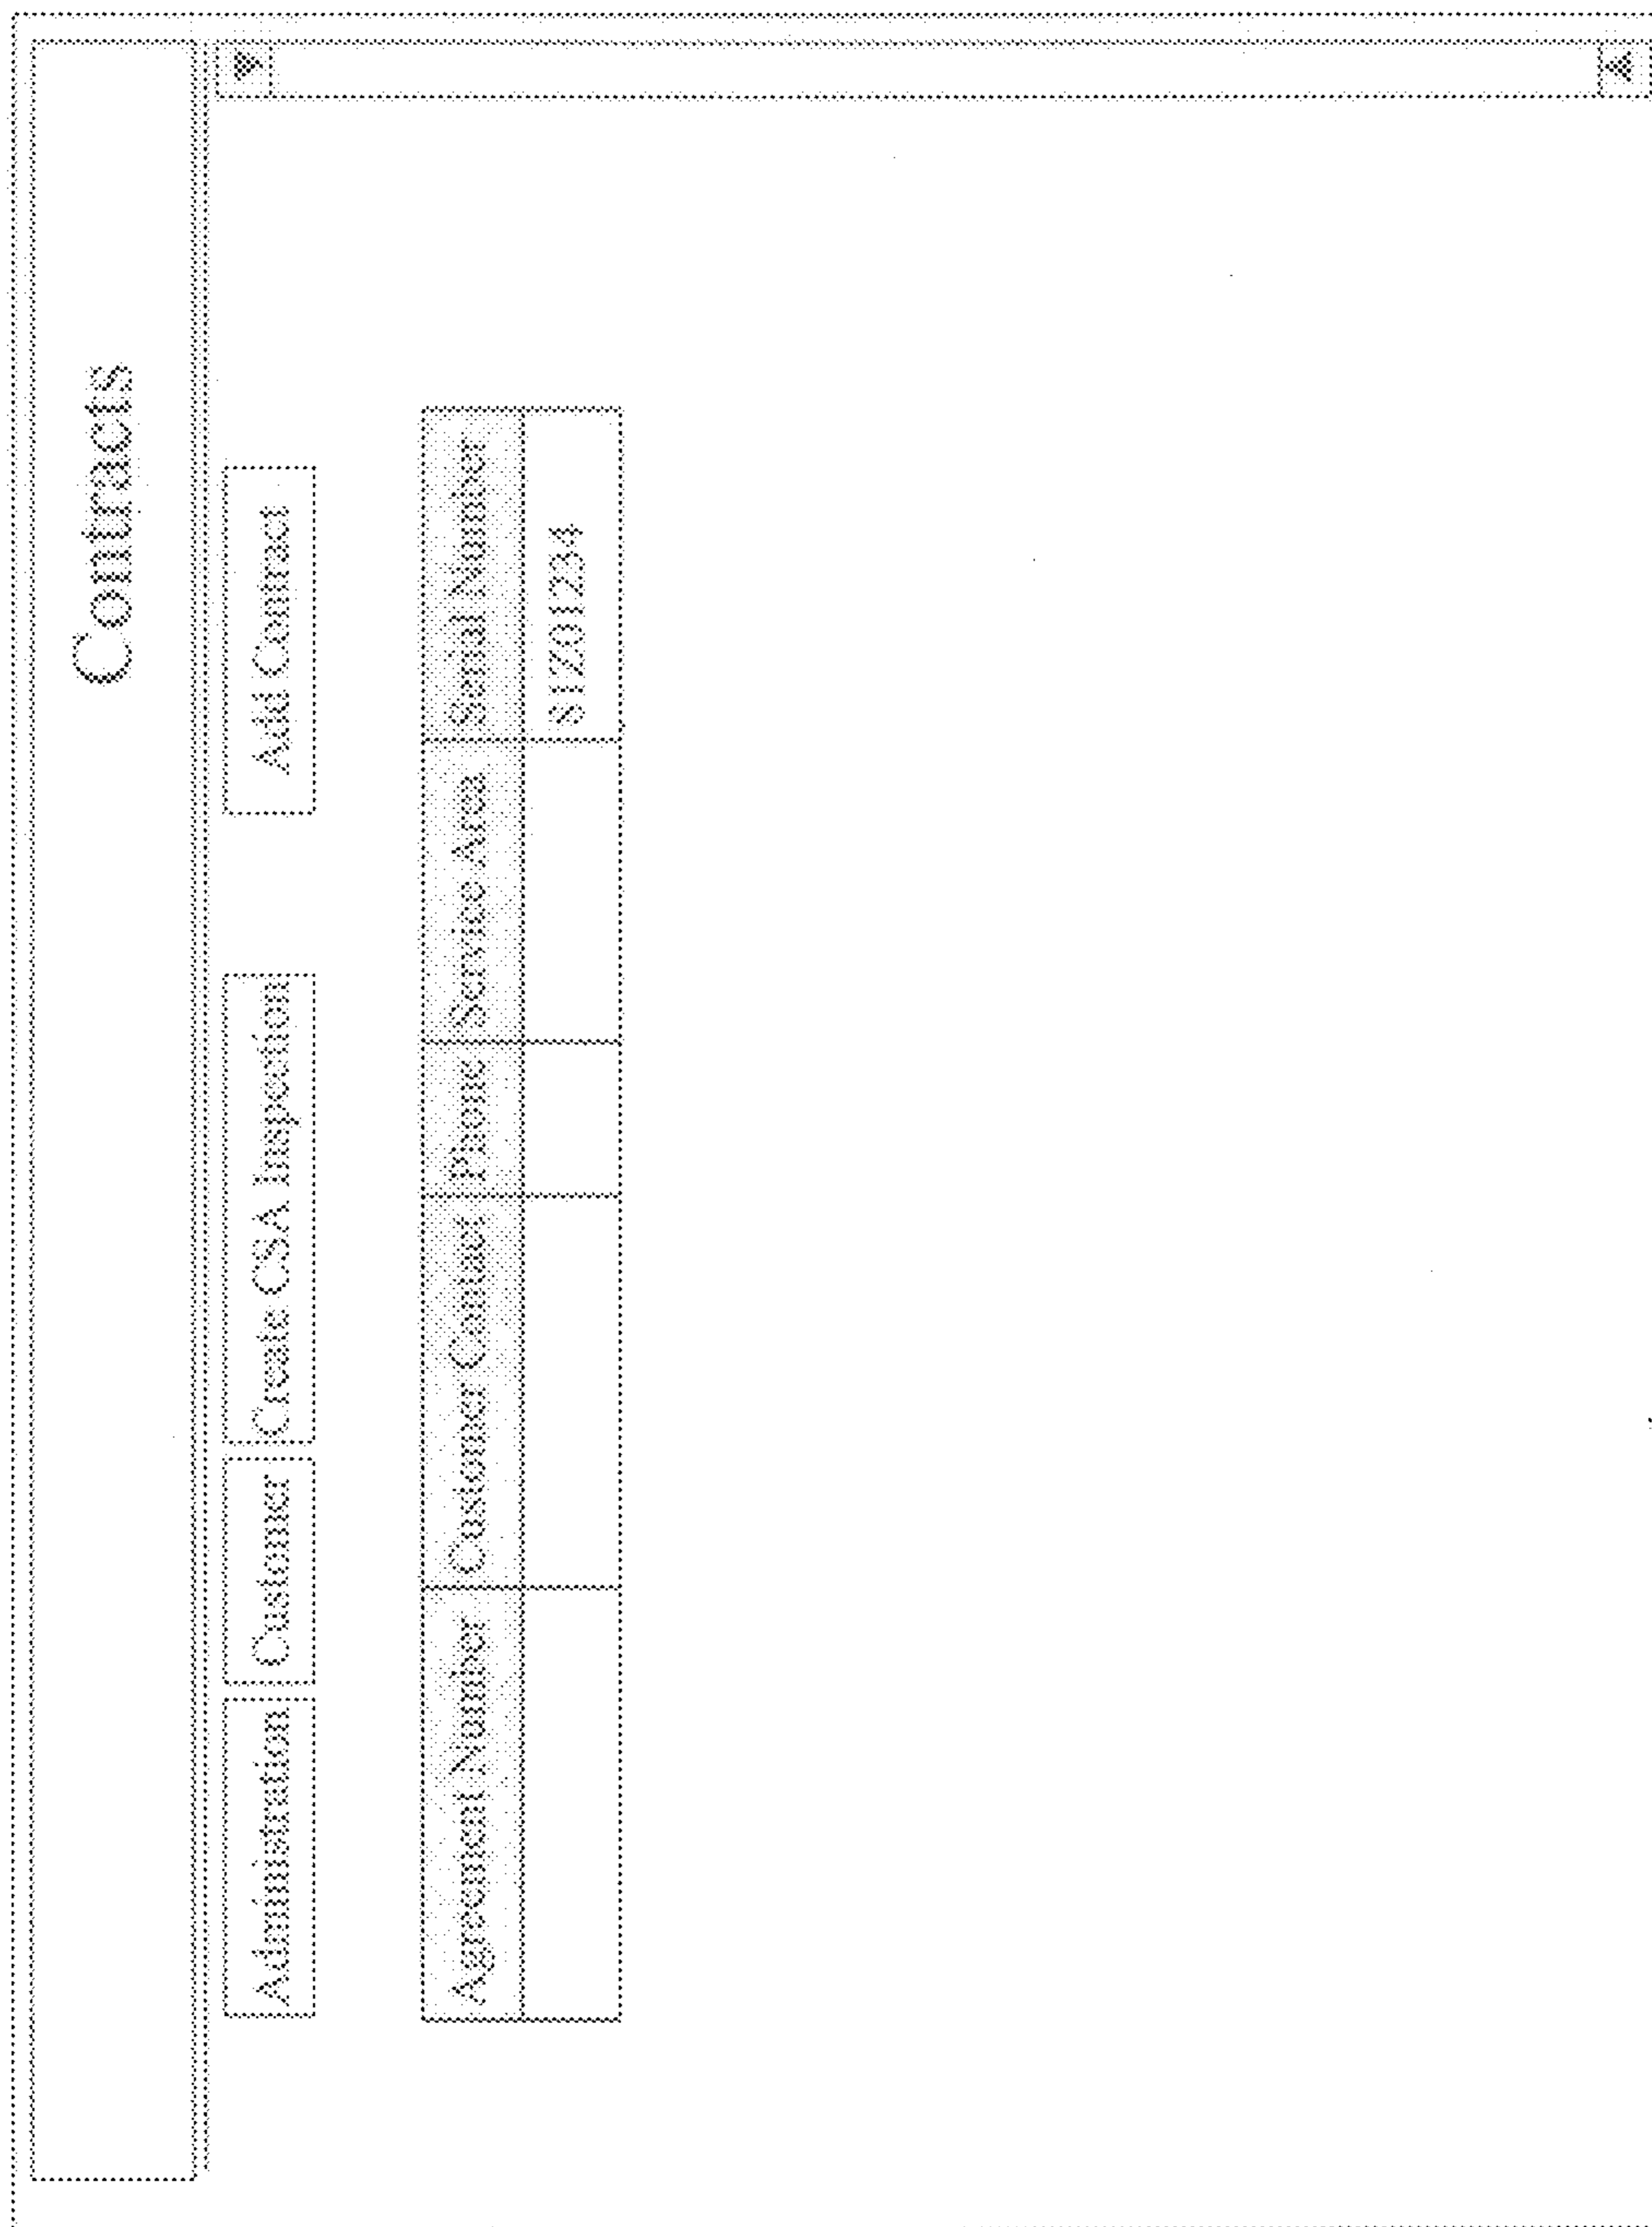 Contracts
Administration Customer Create CSA Inspection Add Contract
Agreement Number Customer Contact Phone Service Area Serial Number
S1Z01234